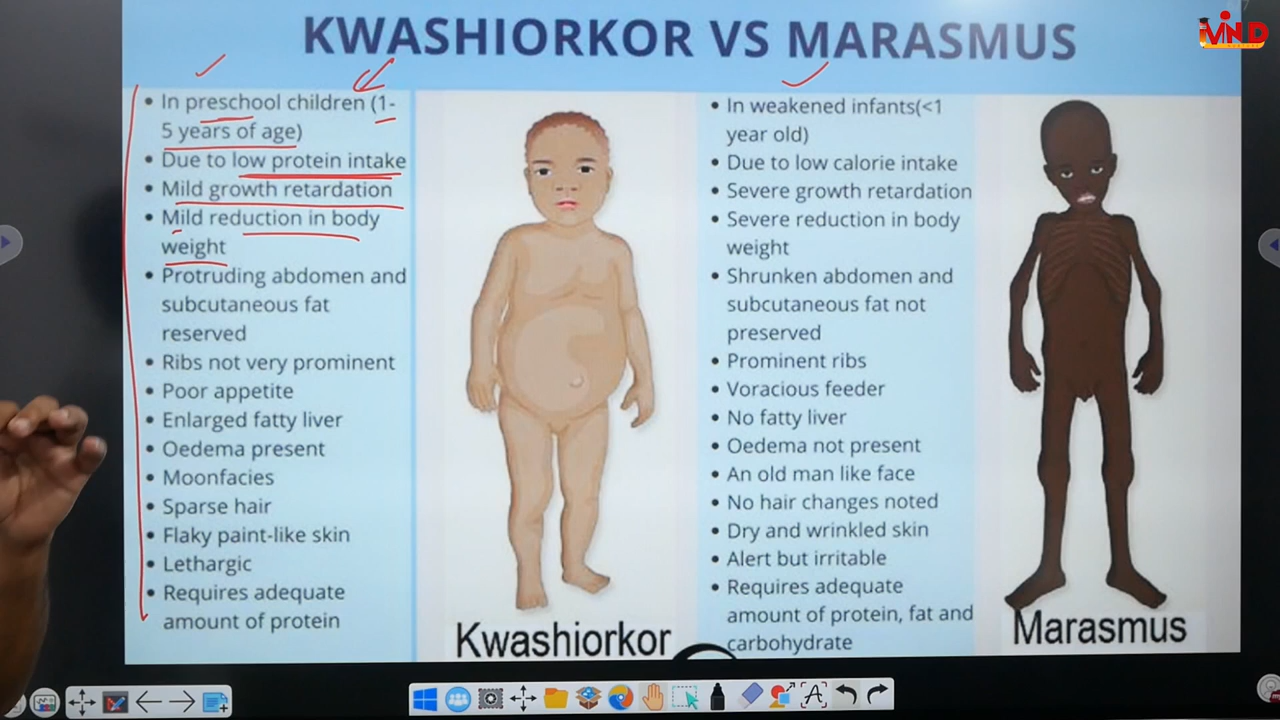 KWASHIORKOR VS MARASMUS
MIND
• In preschool children (1-
5 years of age)
• Due to low protein intake
• Mild growth retardation
• Mild reduction in body
weight
• Protruding abdomen and
subcutaneous fat
reserved
• Ribs not very prominent
• Poor appetite
• Enlarged fatty liver
• Oedema present
• Moonfacies
• Sparse hair
• Flaky paint-like skin
• Lethargic
• Requires adequate
amount of protein
Kwashiorkor
• In weakened infants(<1
year old)
• Due to low calorie intake
• Severe growth retardation
• Severe reduction in body
weight
• Shrunken abdomen and
subcutaneous fat not
preserved
• Prominent ribs
• Voracious feeder
• No fatty liver
• Oedema not present
• An old man like face
• No hair changes noted
• Dry and wrinkled skin
• Alert but irritable
• Requires adequate
amount of protein, fat and
carbohydrate
Marasmus